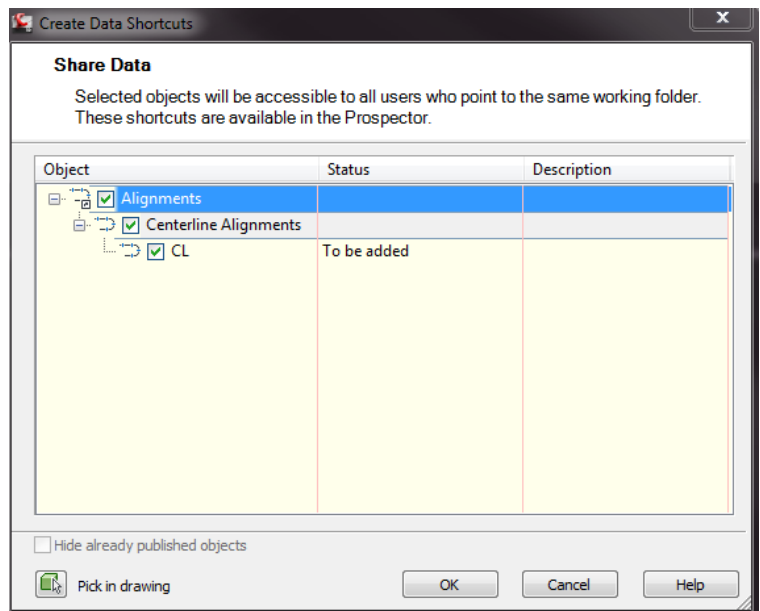 Create Data Shortcuts
X
Share Data
Selected objects will be accessible to all users who point to the same working folder.
These shortcuts are available in the Prospector.
Object Status Description
Alignments
Centerline Alignments
CL To be added
Hide already published objects
Pick in drawing OK Cancel Help